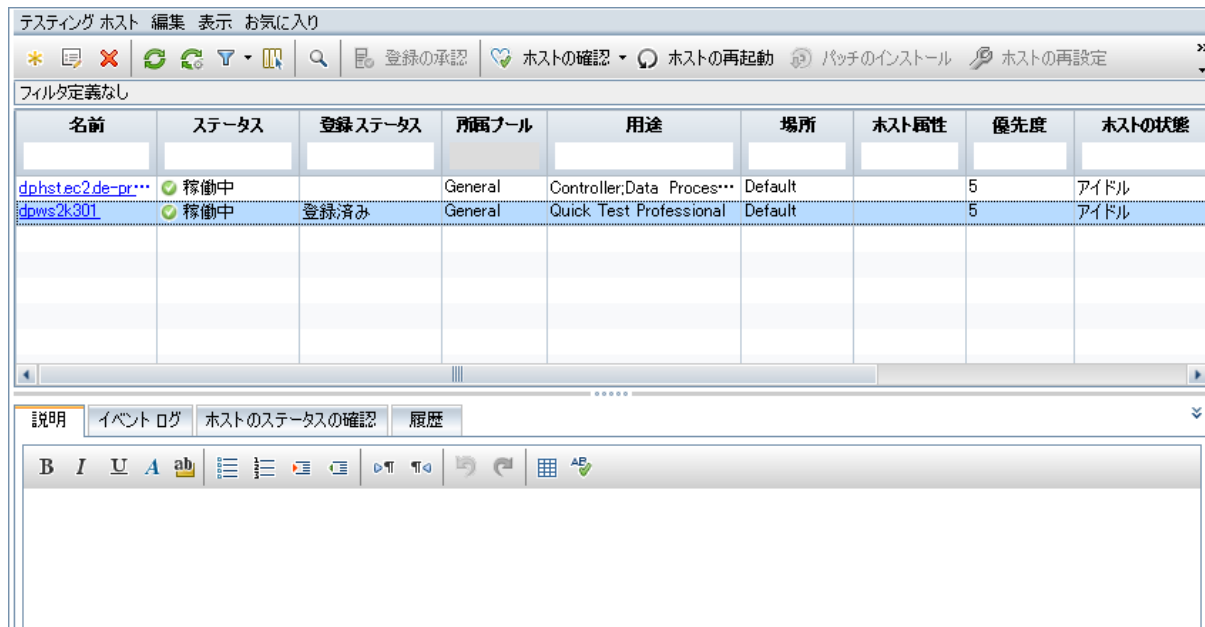 テスティング ホスト 編集 表示 お気に入り
登録の承認 ホストの確認 ホストの再起動 パッチのインストール ホストの再設定
フィルタ定義なし
名前 ステータス 登録ステータス 所属プール 用途 場所 ホスト属性 優先度 ホストの状態
dphst.ec2.de-pr… 稼働中 General Controller;Data Proces… Default 5 アイドル
dpws2k301 稼働中 登録済み General Quick Test Professional Default 5 アイドル
説明 イベント ログ ホストのステータスの確認 履歴
B I U A ab